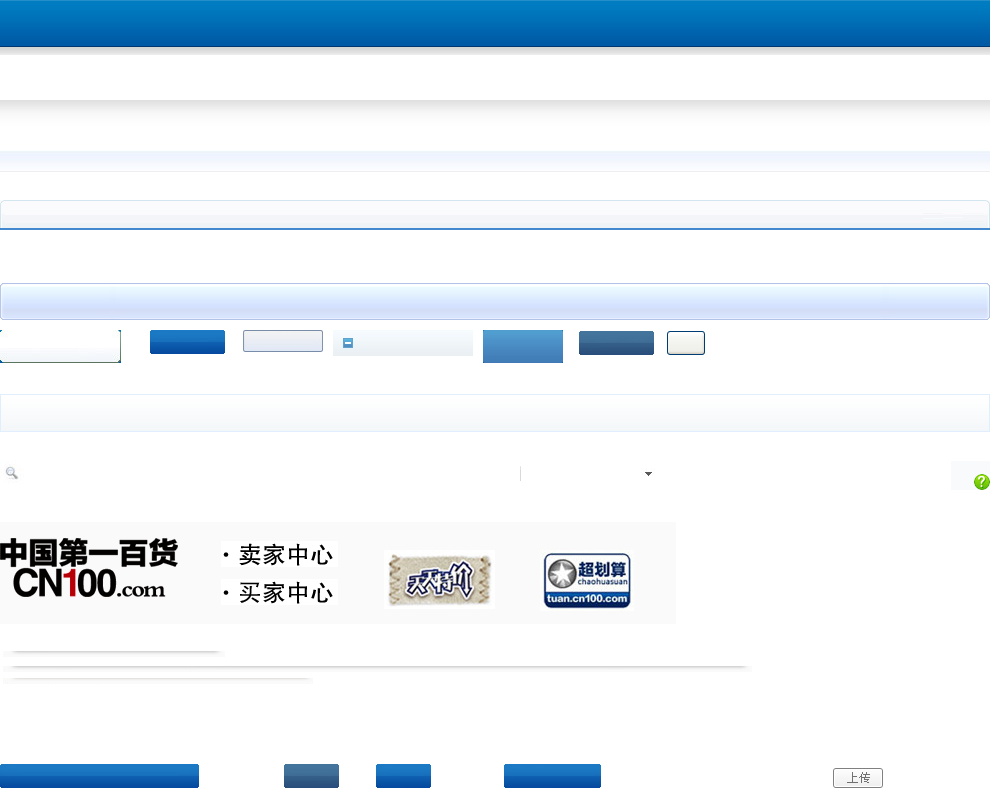 中国第一百货
CN100.com
· 卖家中心
· 买家中心
天天特价
超划算
chaohuasuan
tuan.cn100.com
?
上传